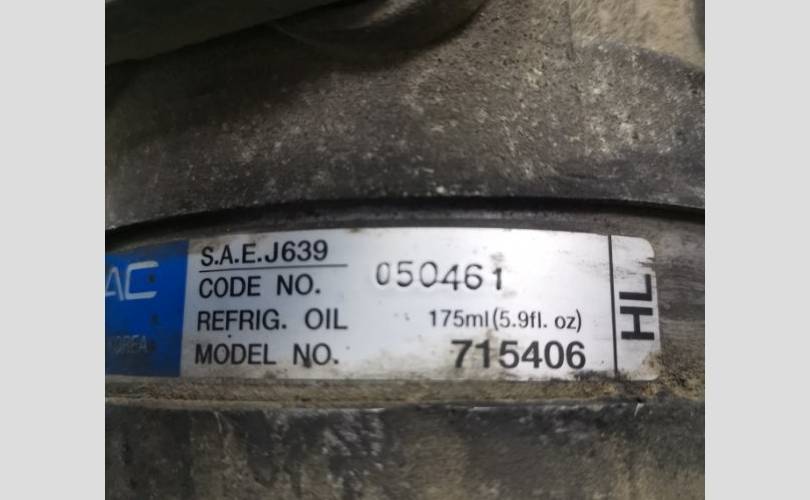 AC
KOREA
S.A.E.J639
CODE NO. 050461
REFRIG. OIL 175ml(5.9fl. oz)
MODEL NO. 715406
HL